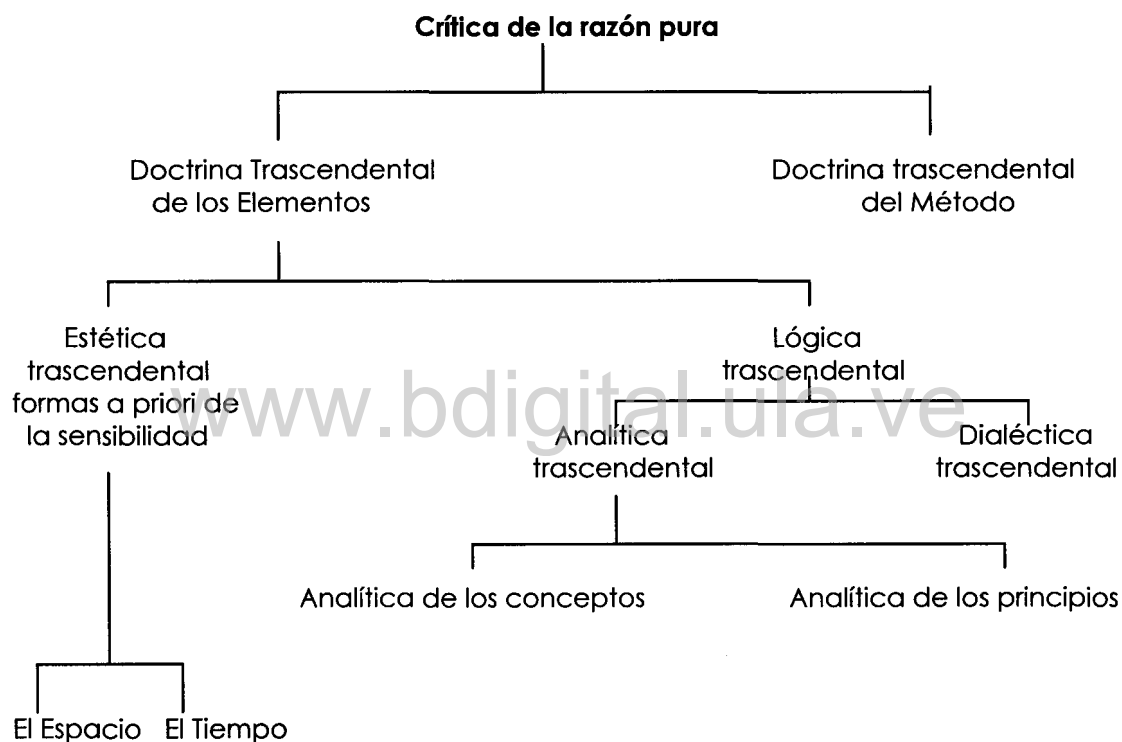 Crítica de la razón pura
Doctrina Trascendental
de los Elementos
Doctrina trascendental
del Método
Estética
trascendental
formas a priori de
la sensibilidad
Lógica
trascendental
www.bdigital.ula.ve
Analítica
trascendental
Dialéctica
trascendental
Analítica de los conceptos
Analítica de los principios
El Espacio
El Tiempo